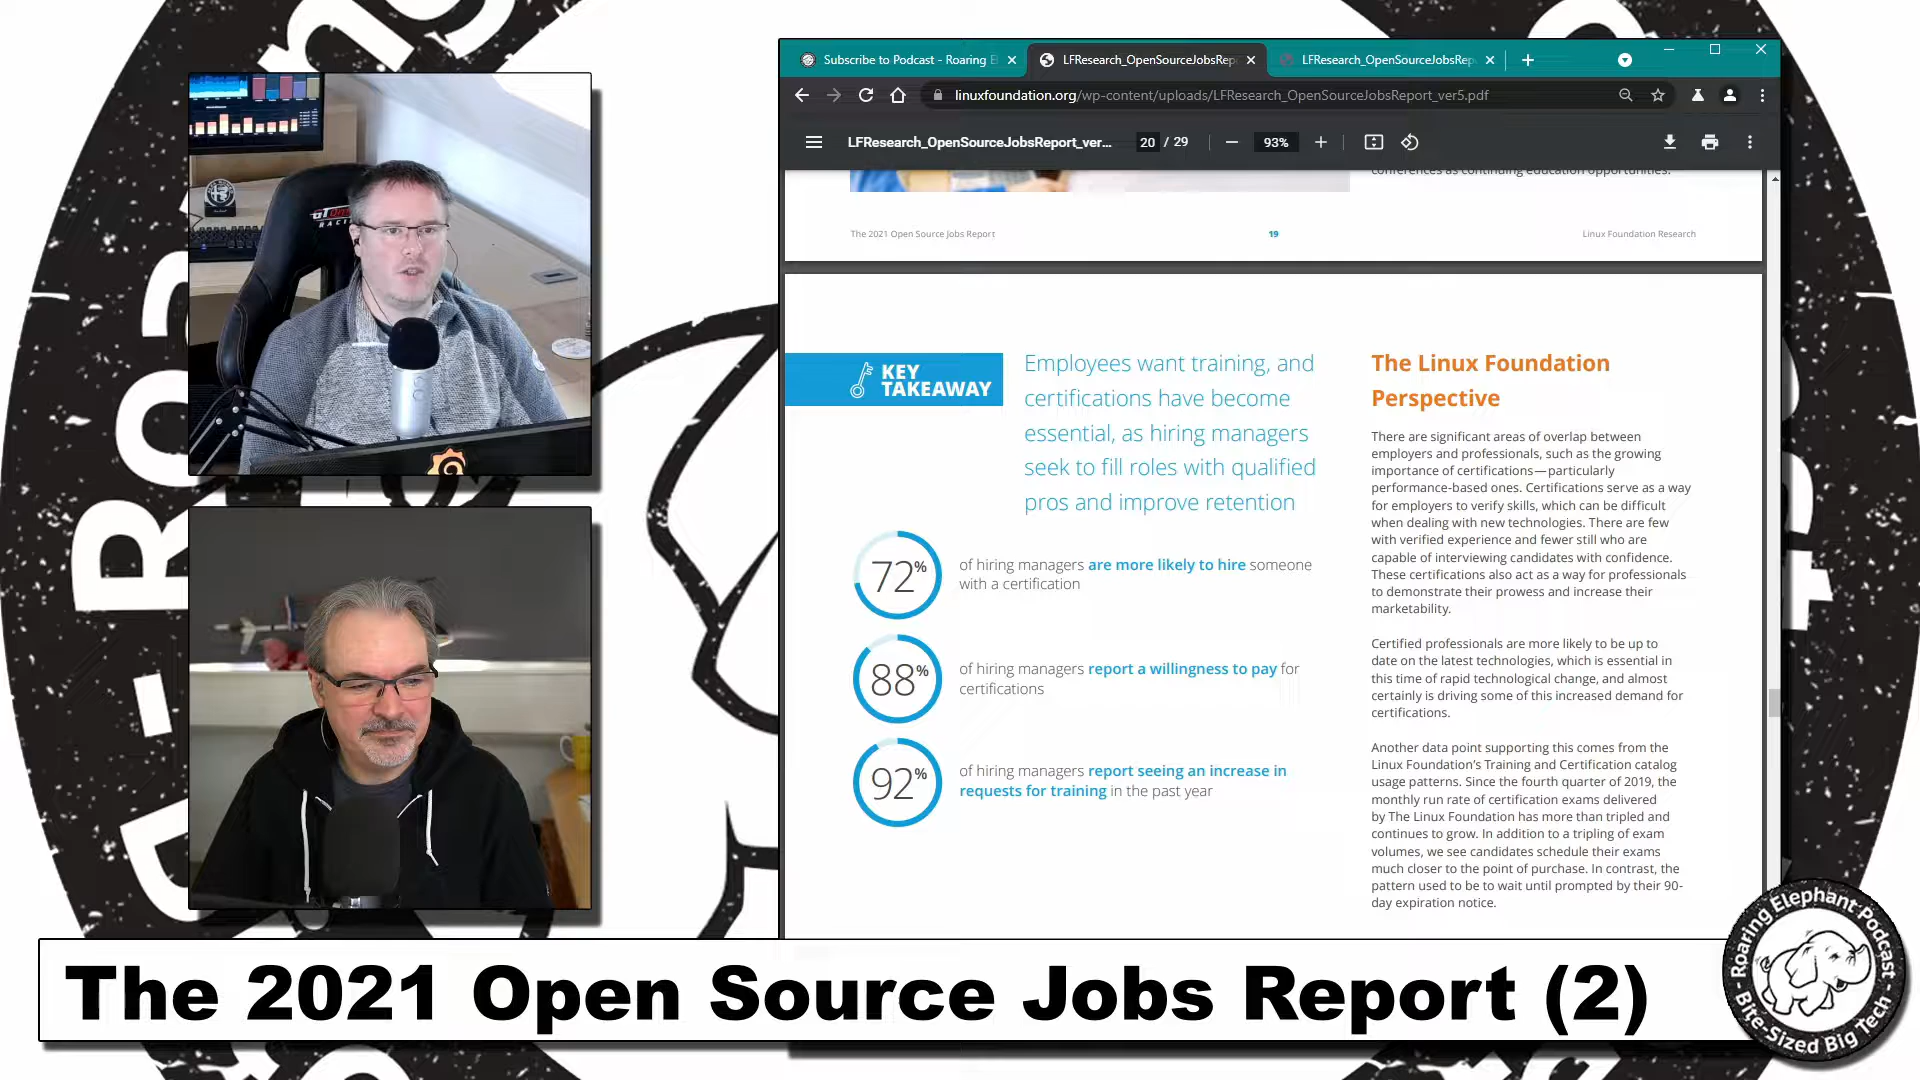 Subscribe to Podcast - Roaring E
LFResearch_OpenSourceJobsRep
LFResearch_OpenSourceJobsRep
linuxfoundation.org/wp-content/uploads/LFResearch_OpenSourceJobsReport_ver5.pdf
LFResearch_OpenSourceJobsReport_ver...
20 / 29
93%
conferences as continuing education opportunities.
The 2021 Open Source Jobs Report
19
Linux Foundation Research
KEY
TAKEAWAY
Employees want training, and
certifications have become
essential, as hiring managers
seek to fill roles with qualified
pros and improve retention
72%
of hiring managers are more likely to hire someone
with a certification
88%
of hiring managers report a willingness to pay for
certifications
92%
of hiring managers report seeing an increase in
requests for training in the past year
The Linux Foundation
Perspective
There are significant areas of overlap between
employers and professionals, such as the growing
importance of certifications—particularly
performance-based ones. Certifications serve as a way
for employers to verify skills, which can be difficult
when dealing with new technologies. There are few
with verified experience and fewer still who are
capable of interviewing candidates with confidence.
These certifications also act as a way for professionals
to demonstrate their prowess and increase their
marketability.
Certified professionals are more likely to be up to
date on the latest technologies, which is essential in
this time of rapid technological change, and almost
certainly is driving some of this increased demand for
certifications.
Another data point supporting this comes from the
Linux Foundation's Training and Certification catalog
usage patterns. Since the fourth quarter of 2019, the
monthly run rate of certification exams delivered
by The Linux Foundation has more than tripled and
continues to grow. In addition to a tripling of exam
volumes, we see candidates schedule their exams
much closer to the point of purchase. In contrast, the
pattern used to be to wait until prompted by their 90-
day expiration notice.
The 2021 Open Source Jobs Report (2)
Roaring Elephant Podcast
- Bite-Sized Big Tech -